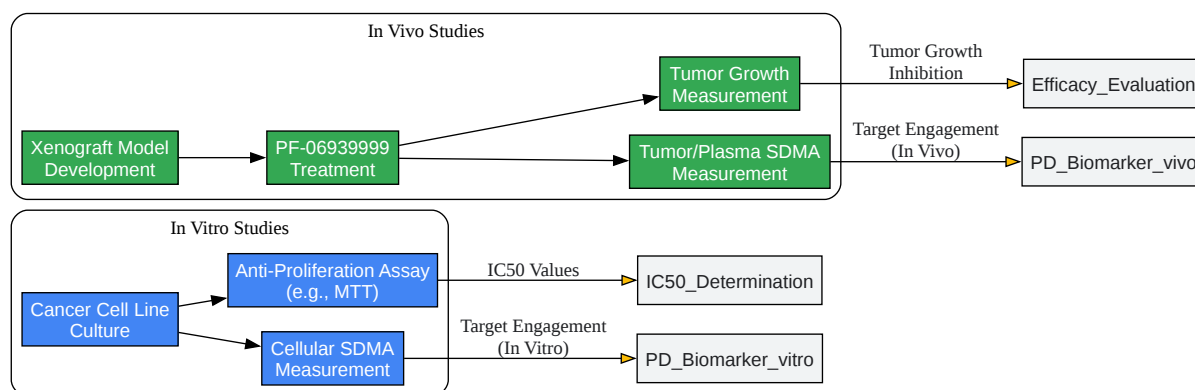 In Vivo Studies
Xenograft Model
Development
PF-06939999
Treatment
Tumor Growth
Measurement
Tumor/Plasma SDMA
Measurement
Tumor Growth
Inhibition
Efficacy_Evaluation
Target Engagement
(In Vivo)
PD_Biomarker_vivo
In Vitro Studies
Cancer Cell Line
Culture
Anti-Proliferation Assay
(e.g., MTT)
Cellular SDMA
Measurement
IC50 Values
IC50_Determination
Target Engagement
(In Vitro)
PD_Biomarker_vitro